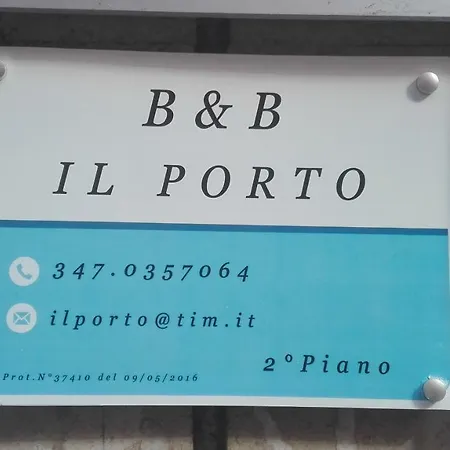 B & B
IL PORTO
347.0357064
ilporto@tim.it
2° Piano
Prot.N°37410 del 09/05/2016